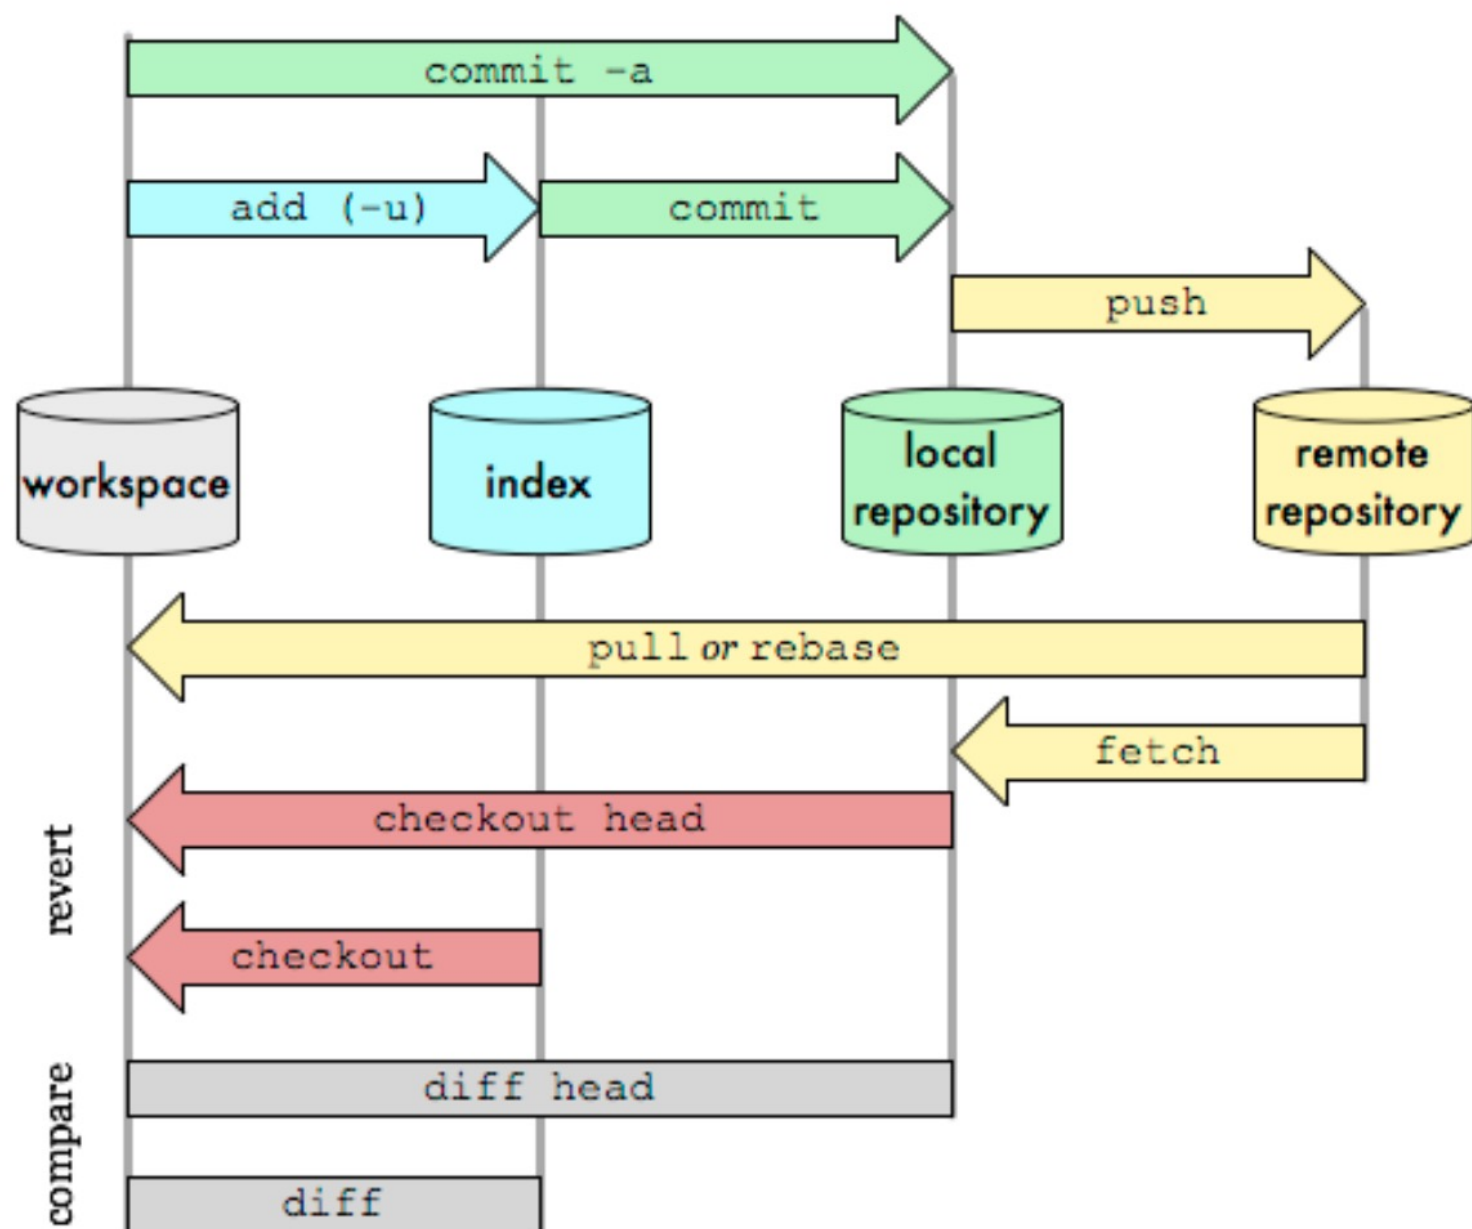 commit -a
add (-u)
commit
push
workspace
index
local
repository
remote
repository
pull or rebase
fetch
revert
checkout head
checkout
compare
diff head
diff